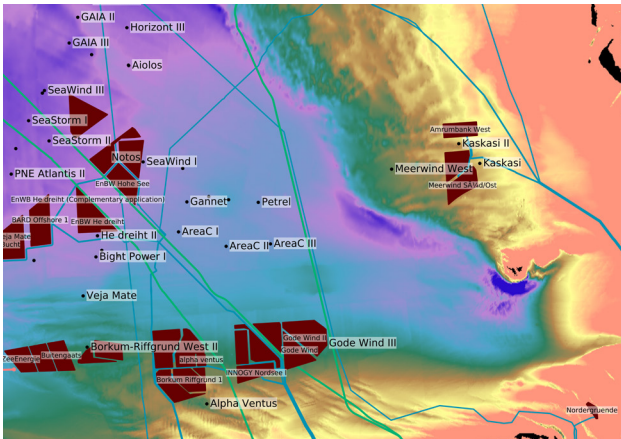 GAIA II
Horizont III
GAIA III
Aiolos
SeaWind III
SeaStorm I
Amrumbank West
SeaStorm II
Kaskasi II
Notos
SeaWind I
Kaskasi
PNE Atlantis II
Meerwind West
EnBW Hohe See
Meerwind
Ost
EnWB He dreiht (Complementary application)
Gannet
Petrel
BARD Offshore 1
EnBW He dreiht
He dreiht II
AreaC I
eja Mate
Bucht
AreaC II
AreaC III
Bight Power I
Veja Mate
Gode Wind II
Borkum-Riffgrund West II
Gode Wind III
Gode Wind
ZeeEnergie
Buitengaats
alpha ventus
INNOGY Nordsee I
Borkum Riffgrund 1
Alpha Ventus
Nordergruende